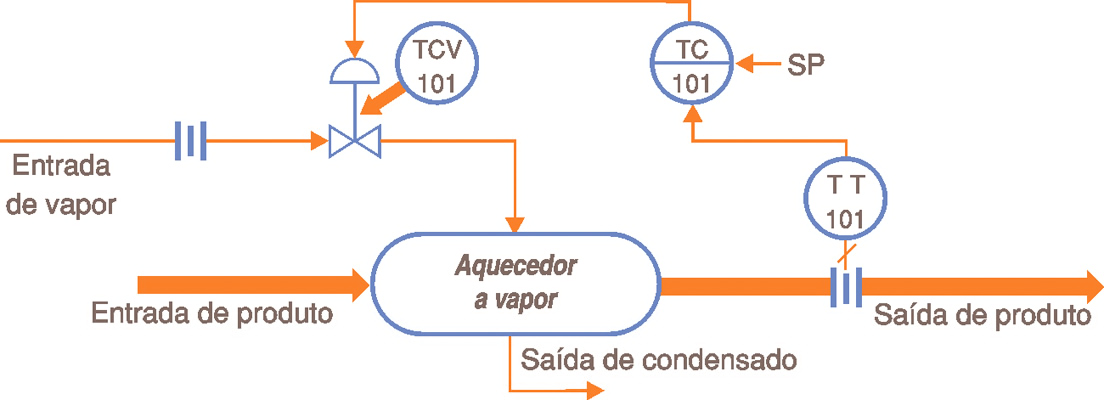 TCV
101
TC
101
SP
Entrada
de vapor
T T
101
Aquecedor
a vapor
Entrada de produto
Saída de produto
Saída de condensado